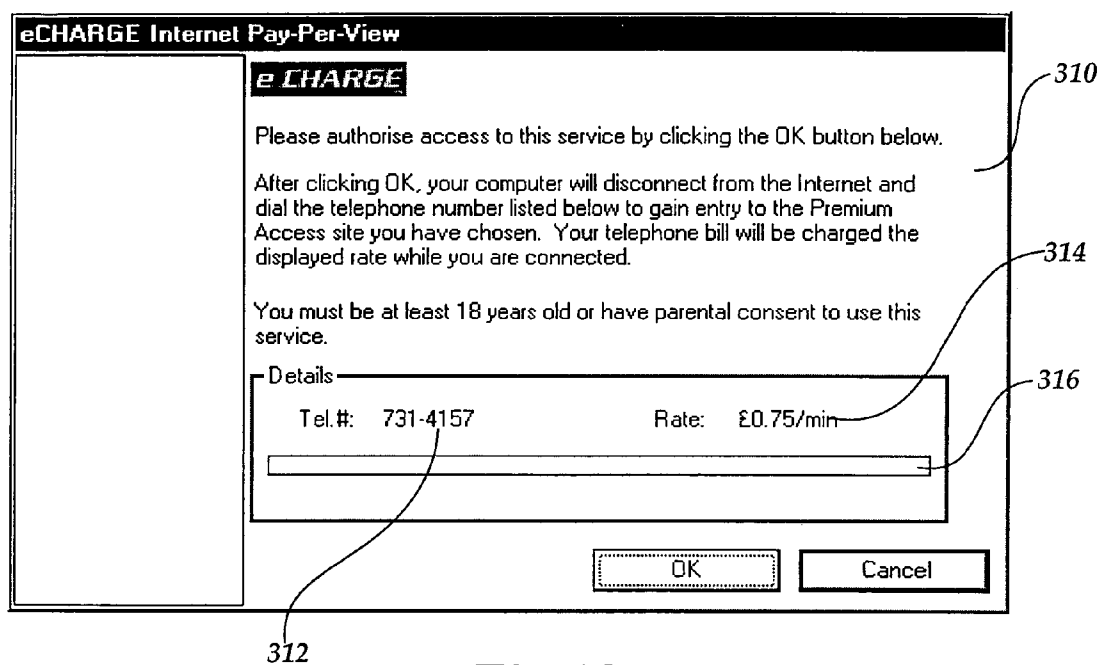 eCHARGE Internet Pay-Per-View
e CHARGE
310
Please authorise access to this service by clicking the OK button below.
After clicking OK, your computer will disconnect from the Internet and
dial the telephone number listed below to gain entry to the Premium
Access site you have chosen. Your telephone bill will be charged the
displayed rate while you are connected.
314
You must be at least 18 years old or have parental consent to use this
service.
Details
316
Tel.#: 731-4157 Rate: £0.75/min
OK Cancel
312